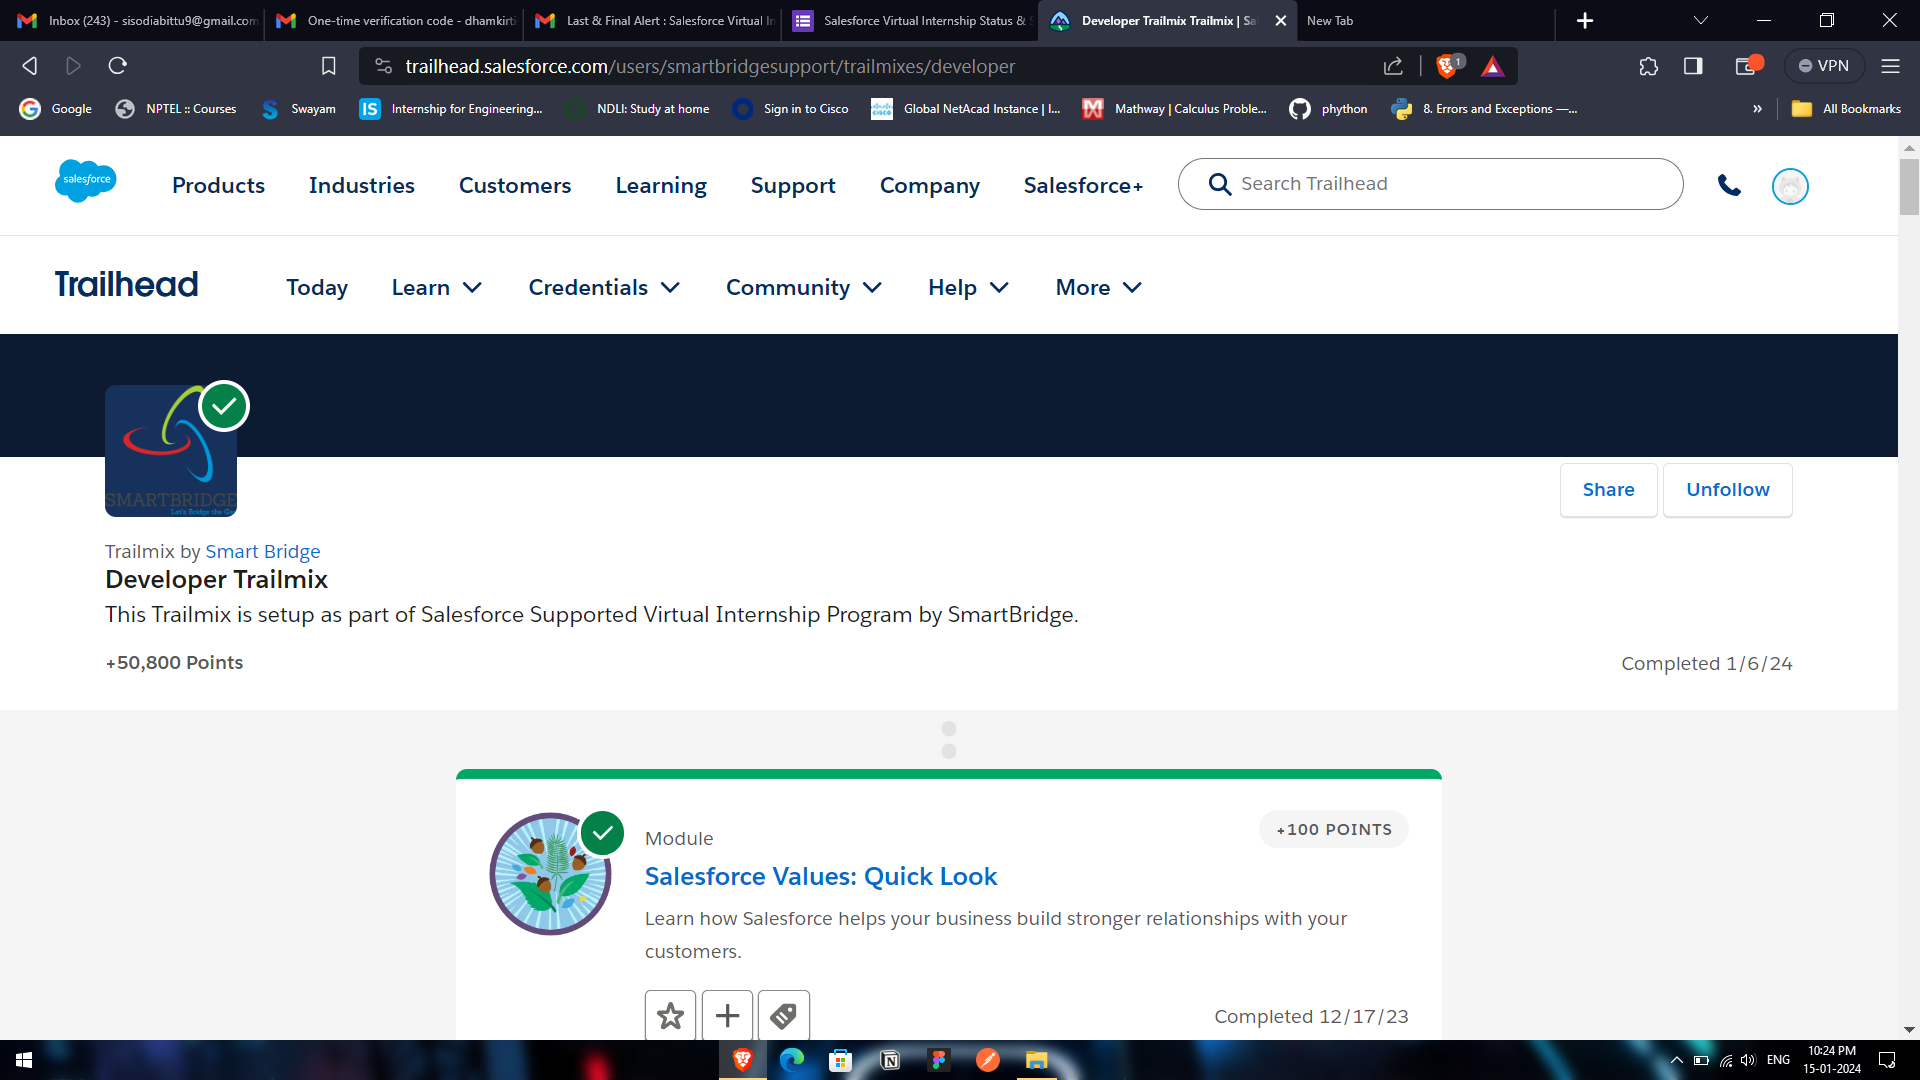 Inbox (243) - sisodiabittu9@gmail.com
One-time verification code - dhamkirti
Last & Final Alert : Salesforce Virtual In
Salesforce Virtual Internship Status & S
Developer Trailmix Trailmix | Sa
New Tab
trailhead.salesforce.com/users/smartbridgesupport/trailmixes/developer
1
VPN
Google
NPTEL :: Courses
Swayam
IS Internship for Engineering...
NDLI: Study at home
Sign in to Cisco
Global NetAcad Instance | I...
Mathway | Calculus Proble...
phython
8. Errors and Exceptions —...
»
All Bookmarks
salesforce
Products
Industries
Customers
Learning
Support
Company
Salesforce+
Search Trailhead
Trailhead
Today
Learn
Credentials
Community
Help
More
SMARTBRIDGE
Let's Bridge the Ga
Share
Unfollow
Trailmix by Smart Bridge
Developer Trailmix
This Trailmix is setup as part of Salesforce Supported Virtual Internship Program by SmartBridge.
+50,800 Points
Completed 1/6/24
+100 POINTS
Module
Salesforce Values: Quick Look
Learn how Salesforce helps your business build stronger relationships with your
customers.
Completed 12/17/23
ENG
10:24 PM
15-01-2024